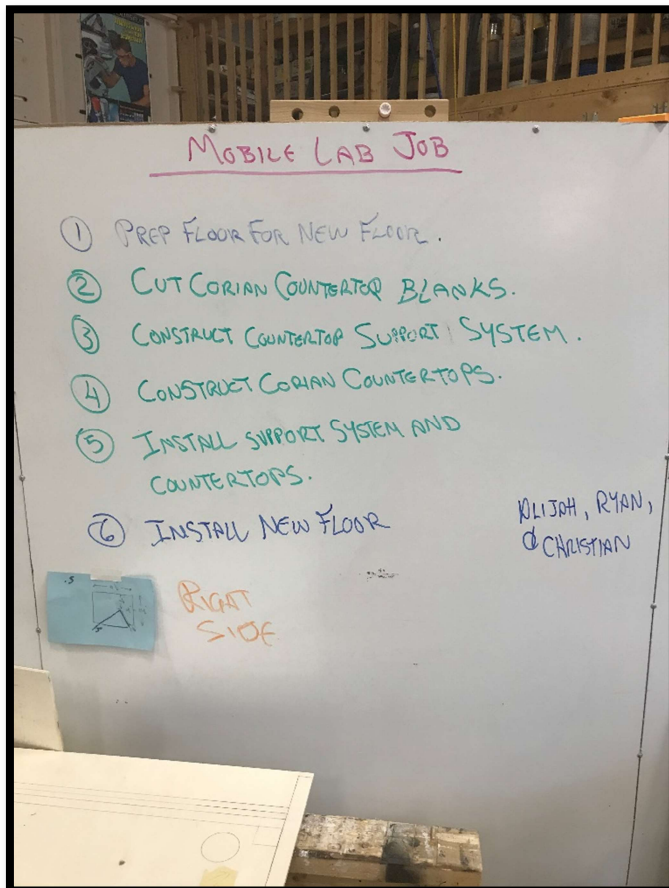 MOBILE LAB JOB
① PREP FLOOR FOR NEW FLOOR.
② CUT CORIAN COUNTERTOP BLANKS.
③ CONSTRUCT COUNTERTOP SUPPORT SYSTEM.
④ CONSTRUCT CORIAN COUNTERTOPS.
⑤ INSTALL SUPPORT SYSTEM AND
COUNTERTOPS.
⑥ INSTALL NEW FLOOR
ALIJAH, RYAN,
& CHRISTIAN
RIGHT
SIDE